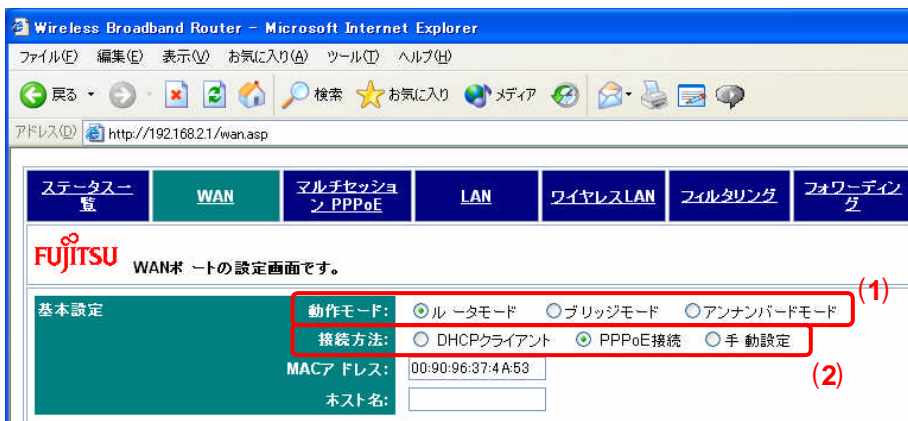 Wireless Broadband Router - Microsoft Internet Explorer
ファイル(F) 編集(E) 表示(V) お気に入り(A) ツール(T) ヘルプ(H)
戻る 検索 お気に入り メディア
アドレス(D) http://192.168.2.1/wan.asp
ステータス一覧 WAN マルチセッション PPPoE LAN ワイヤレスLAN フィルタリング フォワーディング
FUJITSU WANポ ートの設定画面です。
基本設定 動作モード: ル ータモード ブリッジモード アンナンバードモード (1)
接続方法: DHCPクライアント PPPoE接続 手 動設定
MACア ドレス: 00:90:96:37:4A:53 (2)
ホスト名: